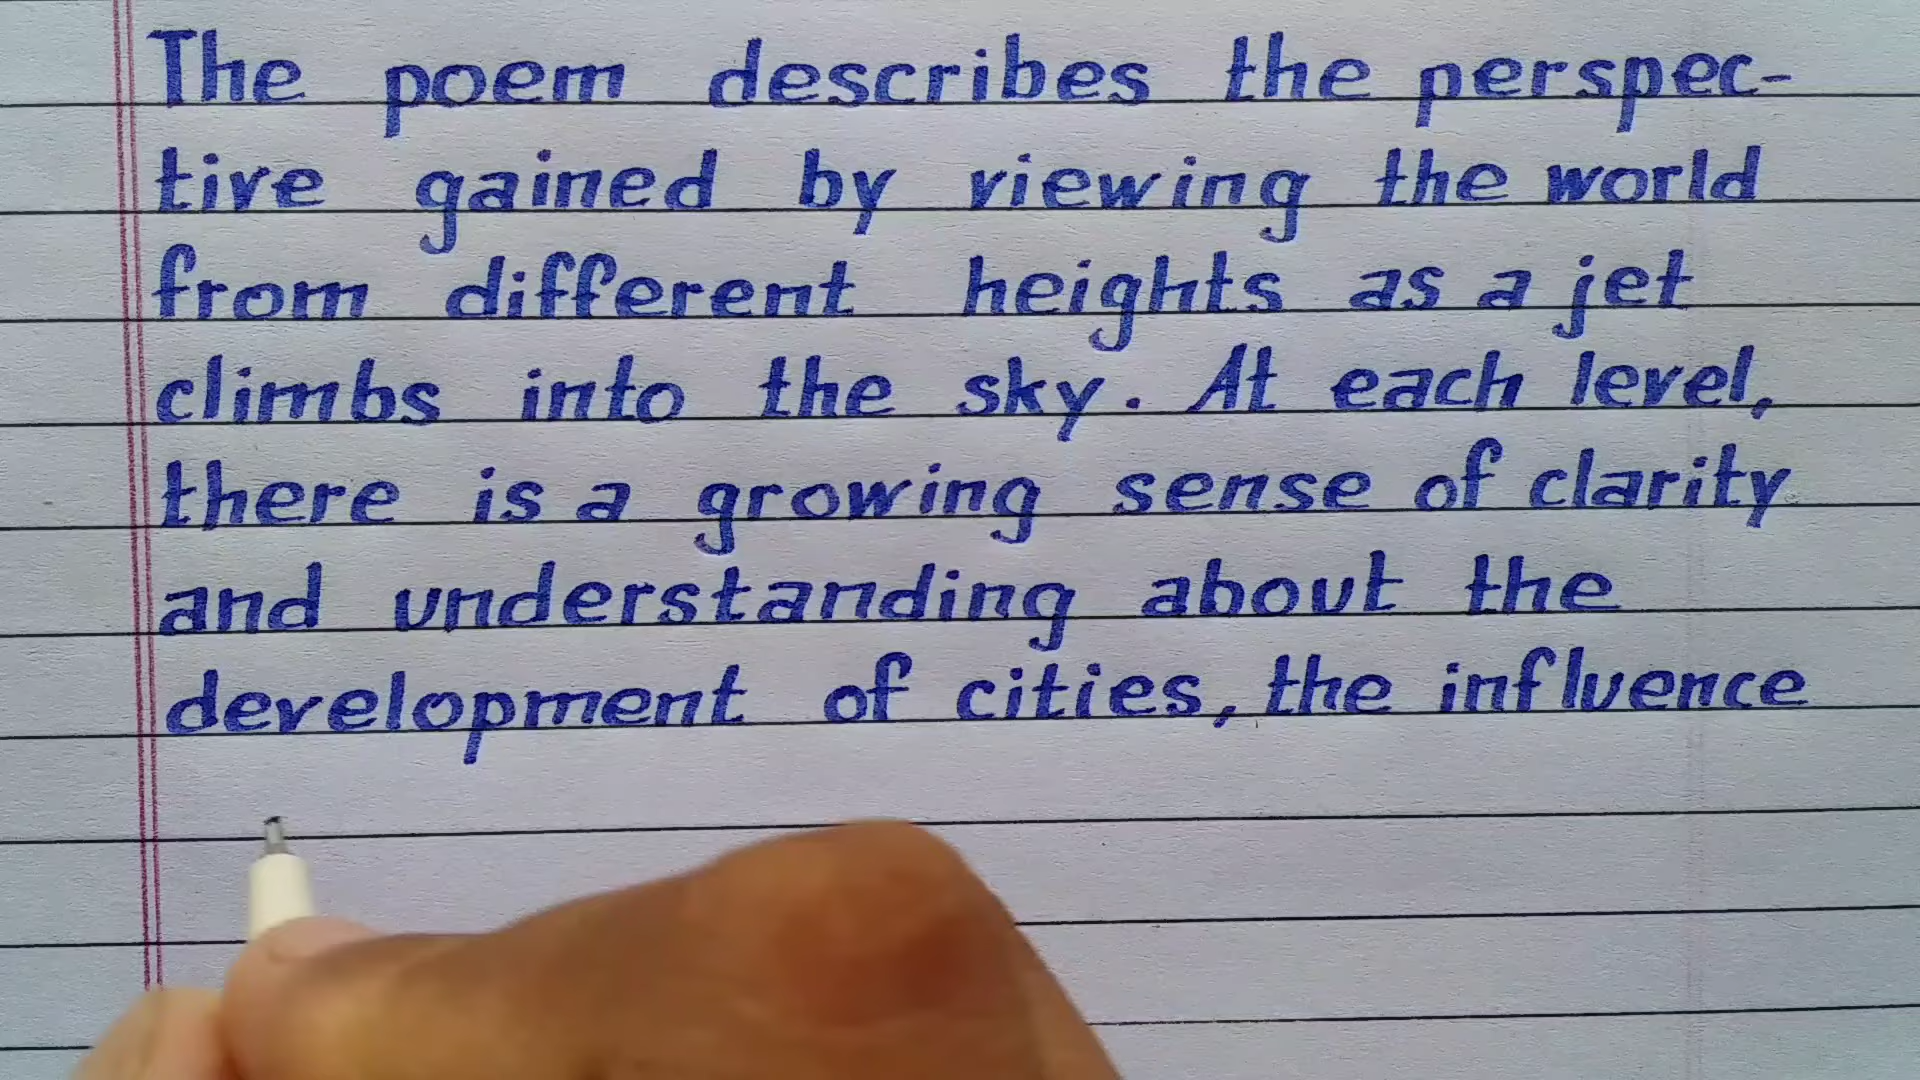 The poem describes the perspec-
tive gained by viewing the world
from different heights as a jet
climbs into the sky. At each level,
there is a growing sense of clarity
and understanding about the
development of cities, the influence